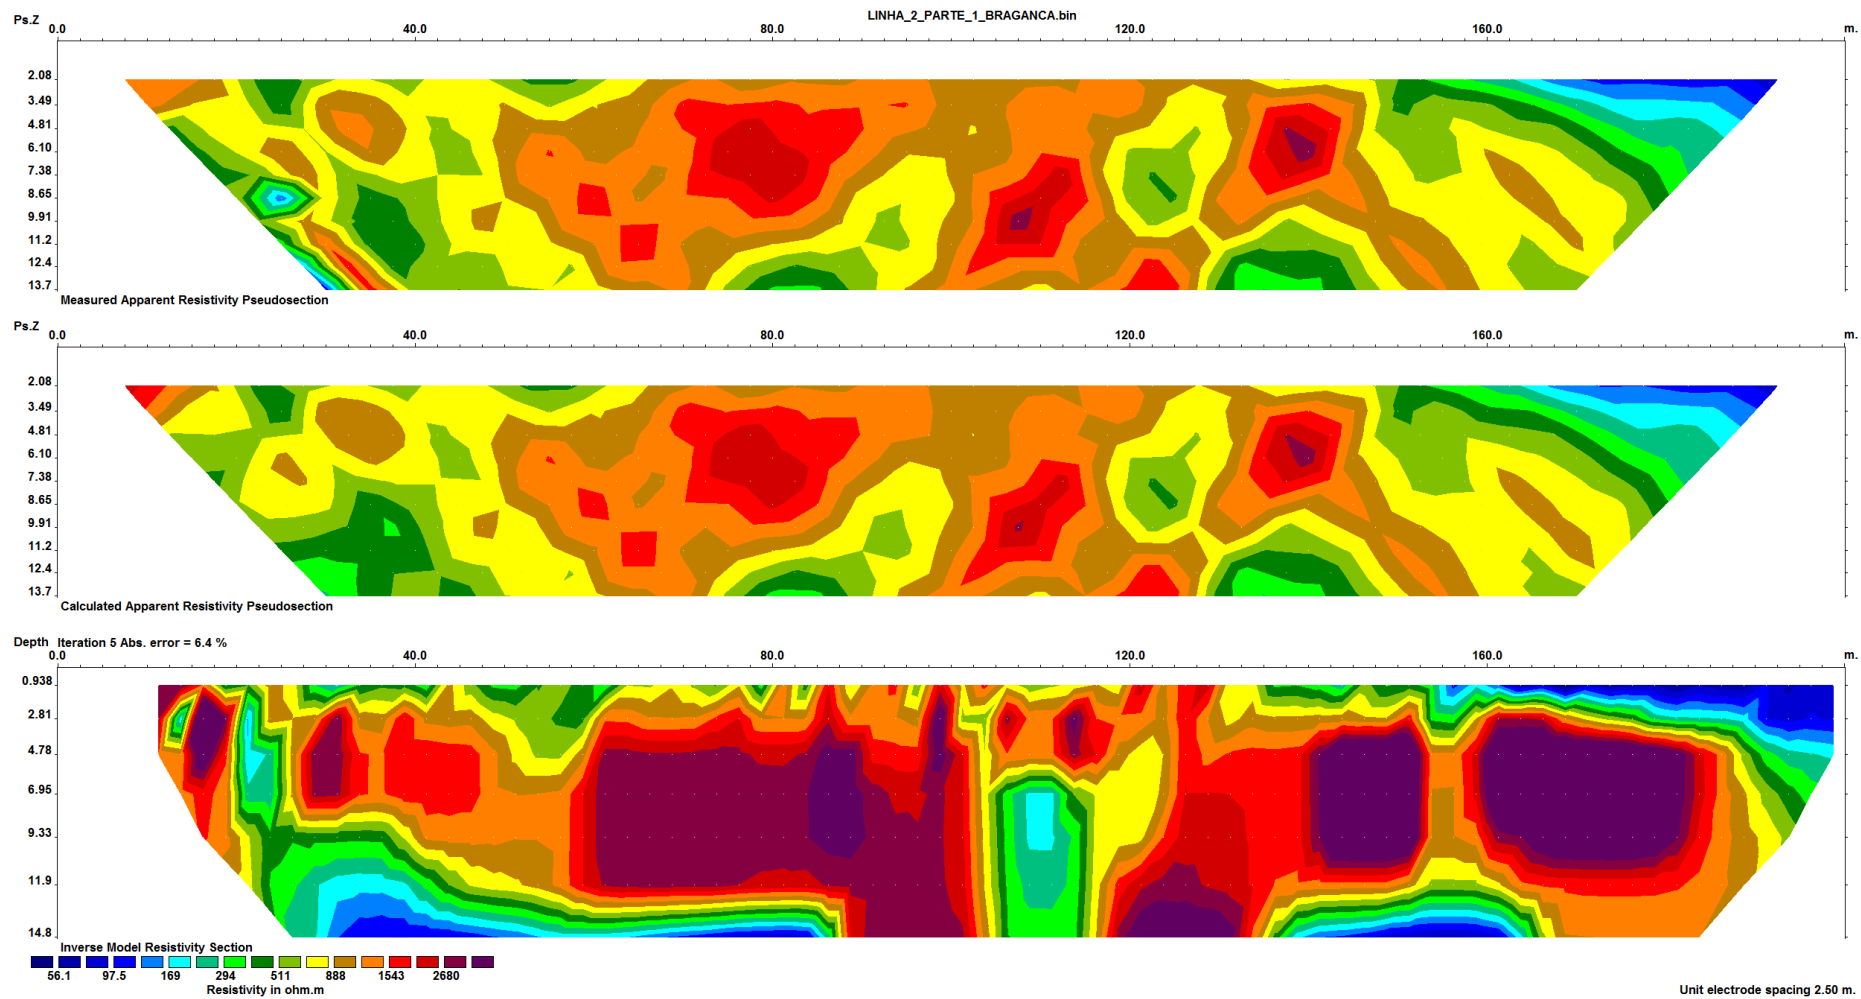 LINHA_2_PARTE_1_BRAGANCA.bin
Ps.Z
0.0 40.0 80.0 120.0 160.0 m.
2.08
3.49
4.81
6.10
7.38
8.65
9.91
11.2
12.4
13.7
Measured Apparent Resistivity Pseudosection
Ps.Z
0.0 40.0 80.0 120.0 160.0 m.
2.08
3.49
4.81
6.10
7.38
8.65
9.91
11.2
12.4
13.7
Calculated Apparent Resistivity Pseudosection
Depth Iteration 5 Abs. error = 6.4 %
0.0 40.0 80.0 120.0 160.0 m.
0.938
2.81
4.78
6.95
9.33
11.9
14.8
Inverse Model Resistivity Section
56.1 97.5 169 294 511 888 1543 2680
Resistivity in ohm.m
Unit electrode spacing 2.50 m.